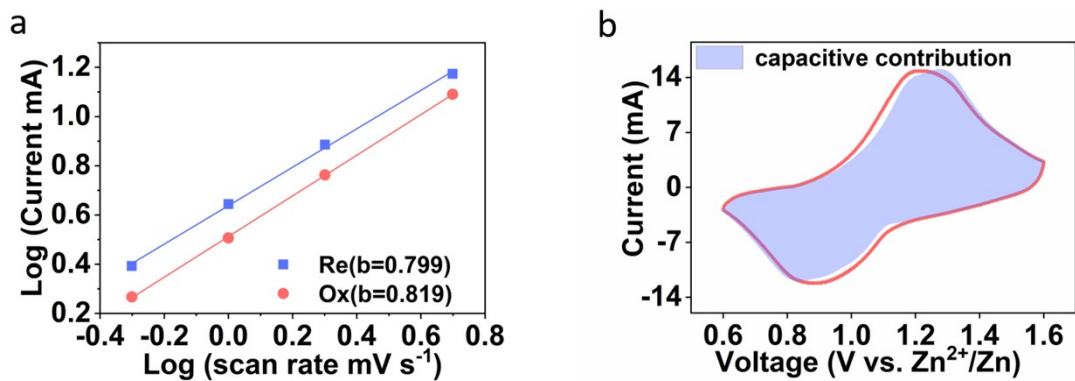 a
Log (Current mA)
1.2
1.0
0.8
0.6
0.4
0.2
Re(b=0.799)
Ox(b=0.819)
-0.4 -0.2 0.0 0.2 0.4 0.6 0.8
Log (scan rate mV s⁻¹)
b
capacitive contribution
Current (mA)
14
7
0
-7
-14
0.6 0.8 1.0 1.2 1.4 1.6
Voltage (V vs. Zn²⁺/Zn)